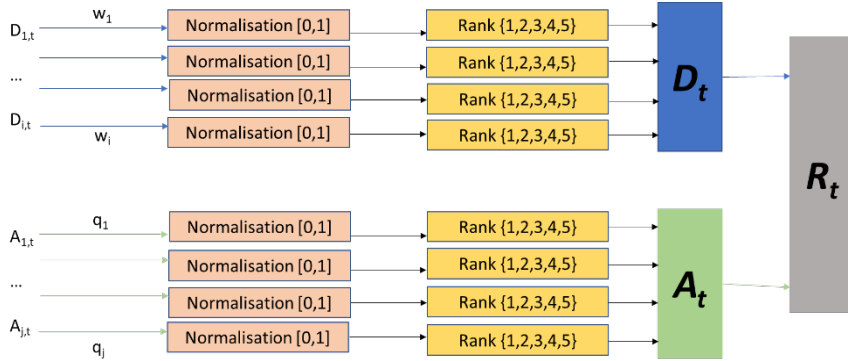 w1
D1,t
Normalisation [0,1]
Rank {1,2,3,4,5}
Normalisation [0,1]
Rank {1,2,3,4,5}
...
Normalisation [0,1]
Rank {1,2,3,4,5}
Di,t
wi
Normalisation [0,1]
Rank {1,2,3,4,5}
Dt
Rt
q1
A1,t
Normalisation [0,1]
Rank {1,2,3,4,5}
Normalisation [0,1]
Rank {1,2,3,4,5}
...
Normalisation [0,1]
Rank {1,2,3,4,5}
Aj,t
qj
Normalisation [0,1]
Rank {1,2,3,4,5}
At